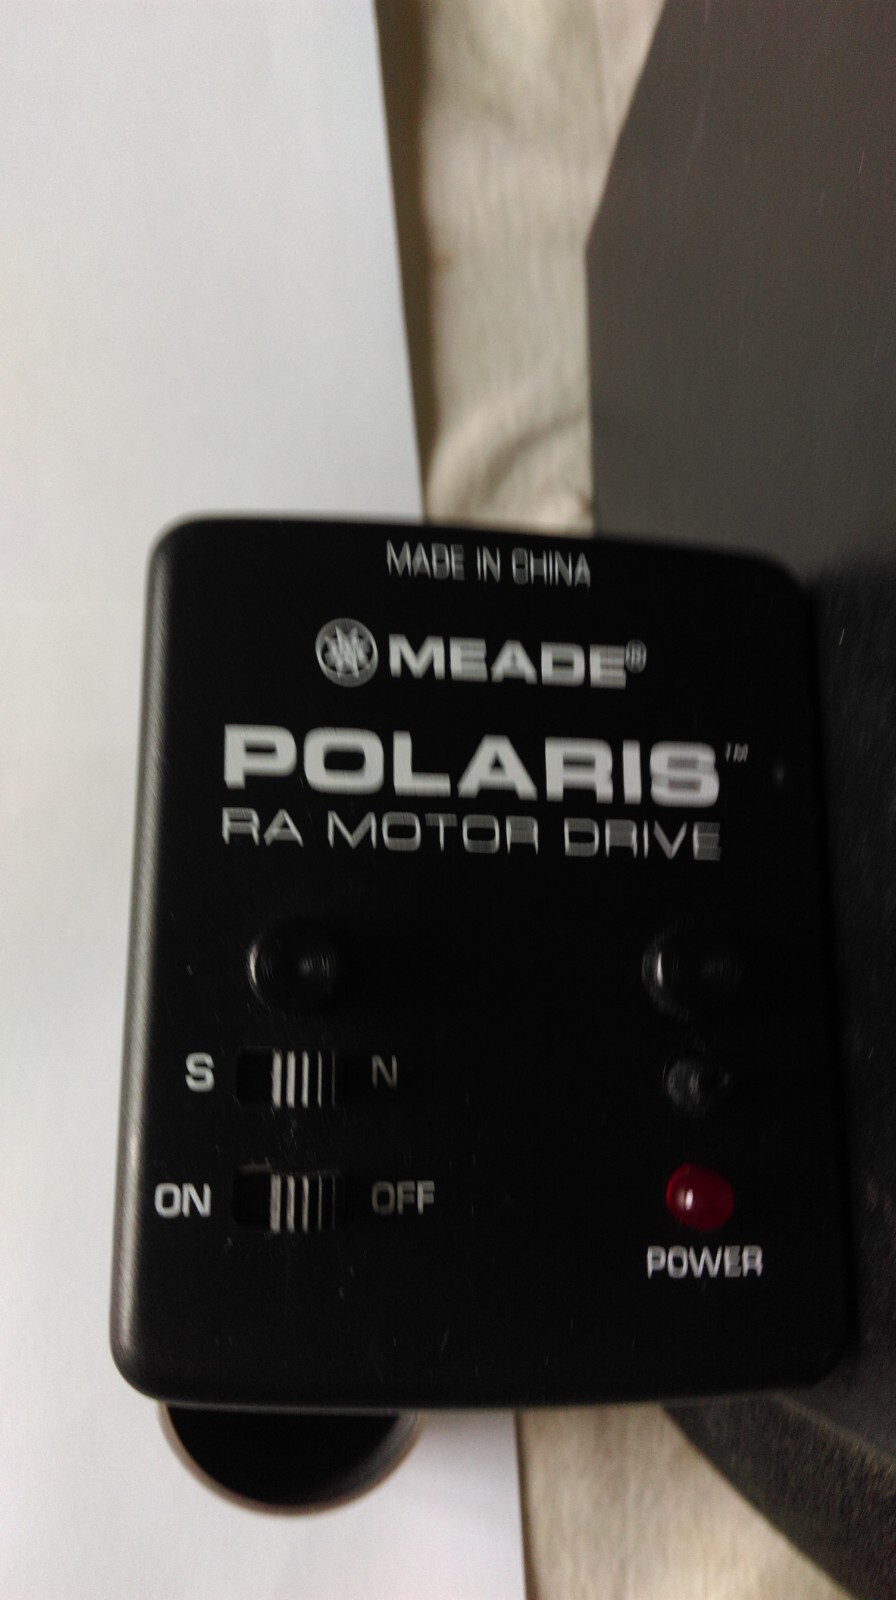 MADE IN CHINA
MEADE®
POLARIS™
RA MOTOR DRIVE
S N
ON OFF
POWER